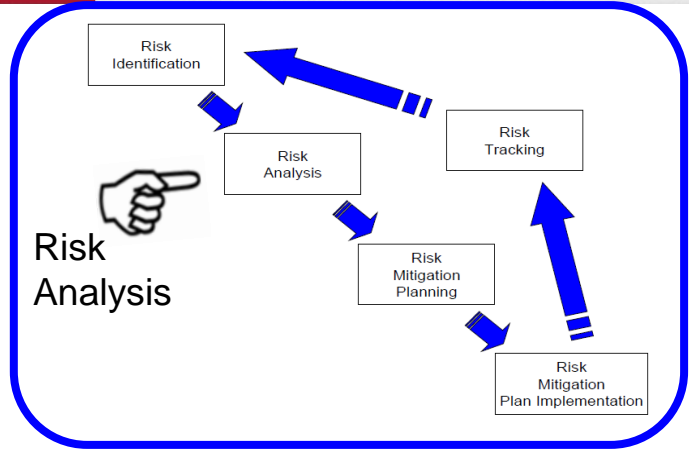 Risk
Identification
Risk
Tracking
Risk
Analysis
Risk
Analysis
Risk
Mitigation
Planning
Risk
Mitigation
Plan Implementation